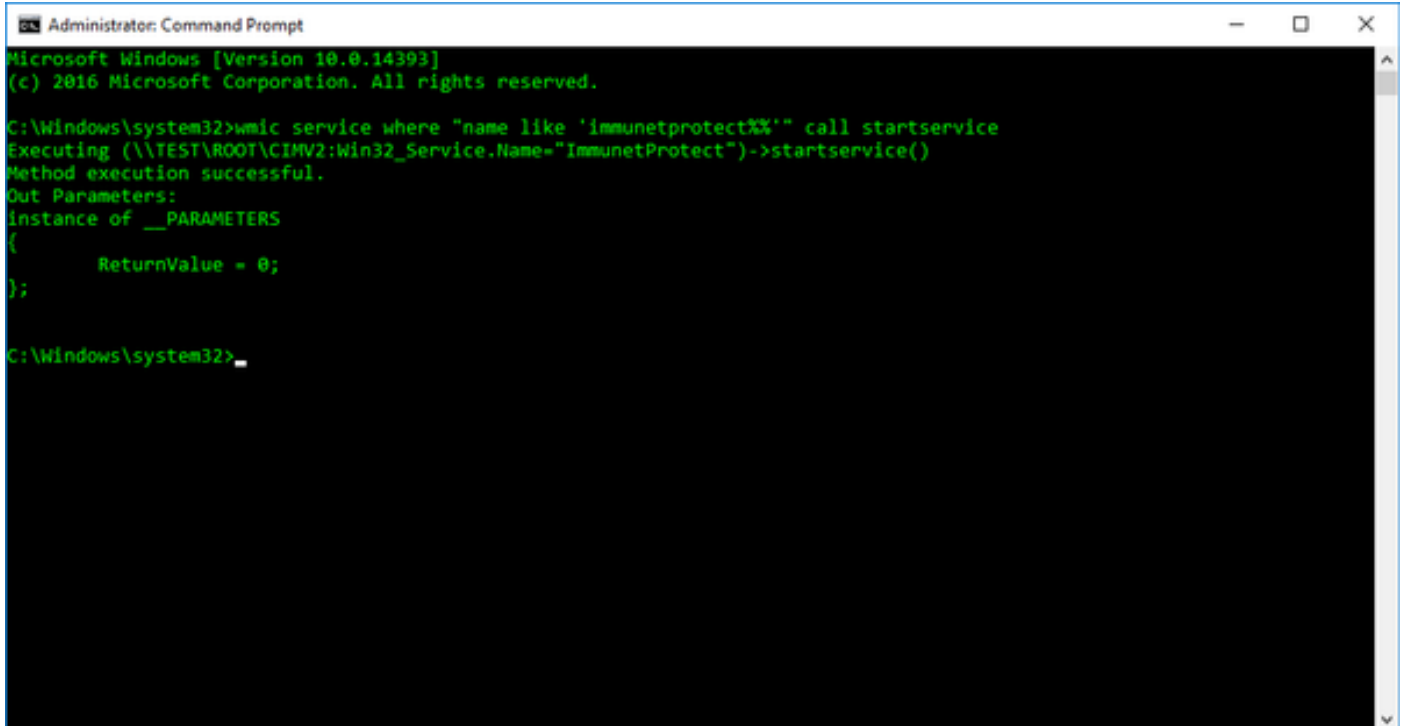 Administrator: Command Prompt
Microsoft Windows [Version 10.0.14393]
(c) 2016 Microsoft Corporation. All rights reserved.
C:\Windows\system32>wmic service where "name like 'immunetprotect%%'" call startservice
Executing (\\TEST\ROOT\CIMV2:Win32_Service.Name="ImmunetProtect")->startservice()
Method execution successful.
Out Parameters:
instance of __PARAMETERS
{
        ReturnValue = 0;
};
C:\Windows\system32>